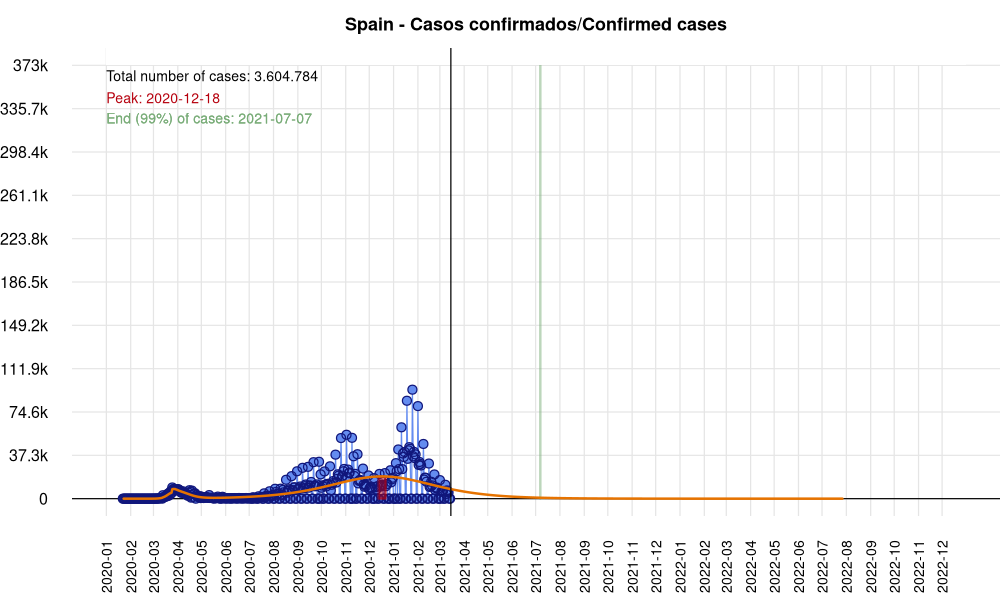 Spain - Casos confirmados/Confirmed cases
373k
335.7k
298.4k
261.1k
223.8k
186.5k
149.2k
111.9k
74.6k
37.3k
0
Total number of cases: 3.604.784
Peak: 2020-12-18
End (99%) of cases: 2021-07-07
2020-01
2020-02
2020-03
2020-04
2020-05
2020-06
2020-07
2020-08
2020-09
2020-10
2020-11
2020-12
2021-01
2021-02
2021-03
2021-04
2021-05
2021-06
2021-07
2021-08
2021-09
2021-10
2021-11
2021-12
2022-01
2022-02
2022-03
2022-04
2022-05
2022-06
2022-07
2022-08
2022-09
2022-10
2022-11
2022-12